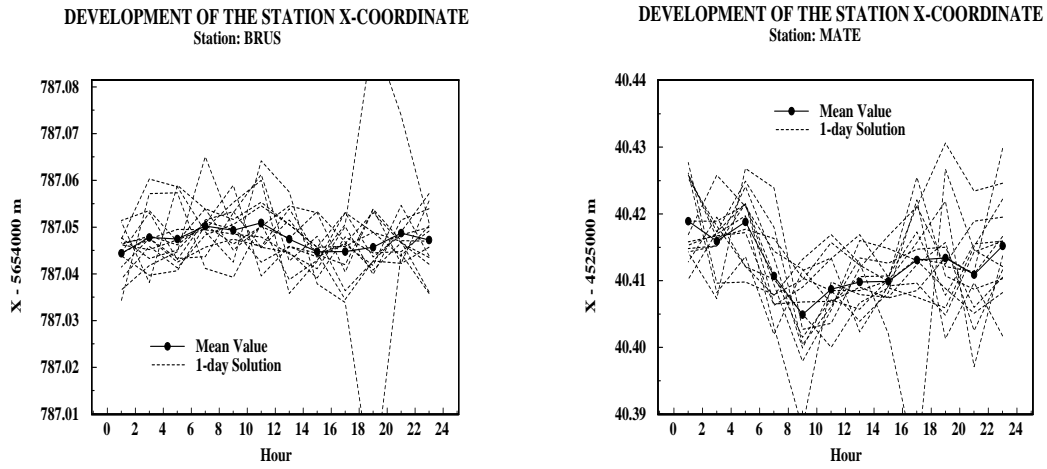 DEVELOPMENT OF THE STATION X-COORDINATE
Station: BRUS
X - 5654000 m
787.08
787.07
787.06
787.05
787.04
787.03
787.02
787.01
Mean Value
1-day Solution
0 2 4 6 8 10 12 14 16 18 20 22 24
Hour
DEVELOPMENT OF THE STATION X-COORDINATE
Station: MATE
X - 4525000 m
40.44
40.43
40.42
40.41
40.40
40.39
Mean Value
1-day Solution
0 2 4 6 8 10 12 14 16 18 20 22 24
Hour